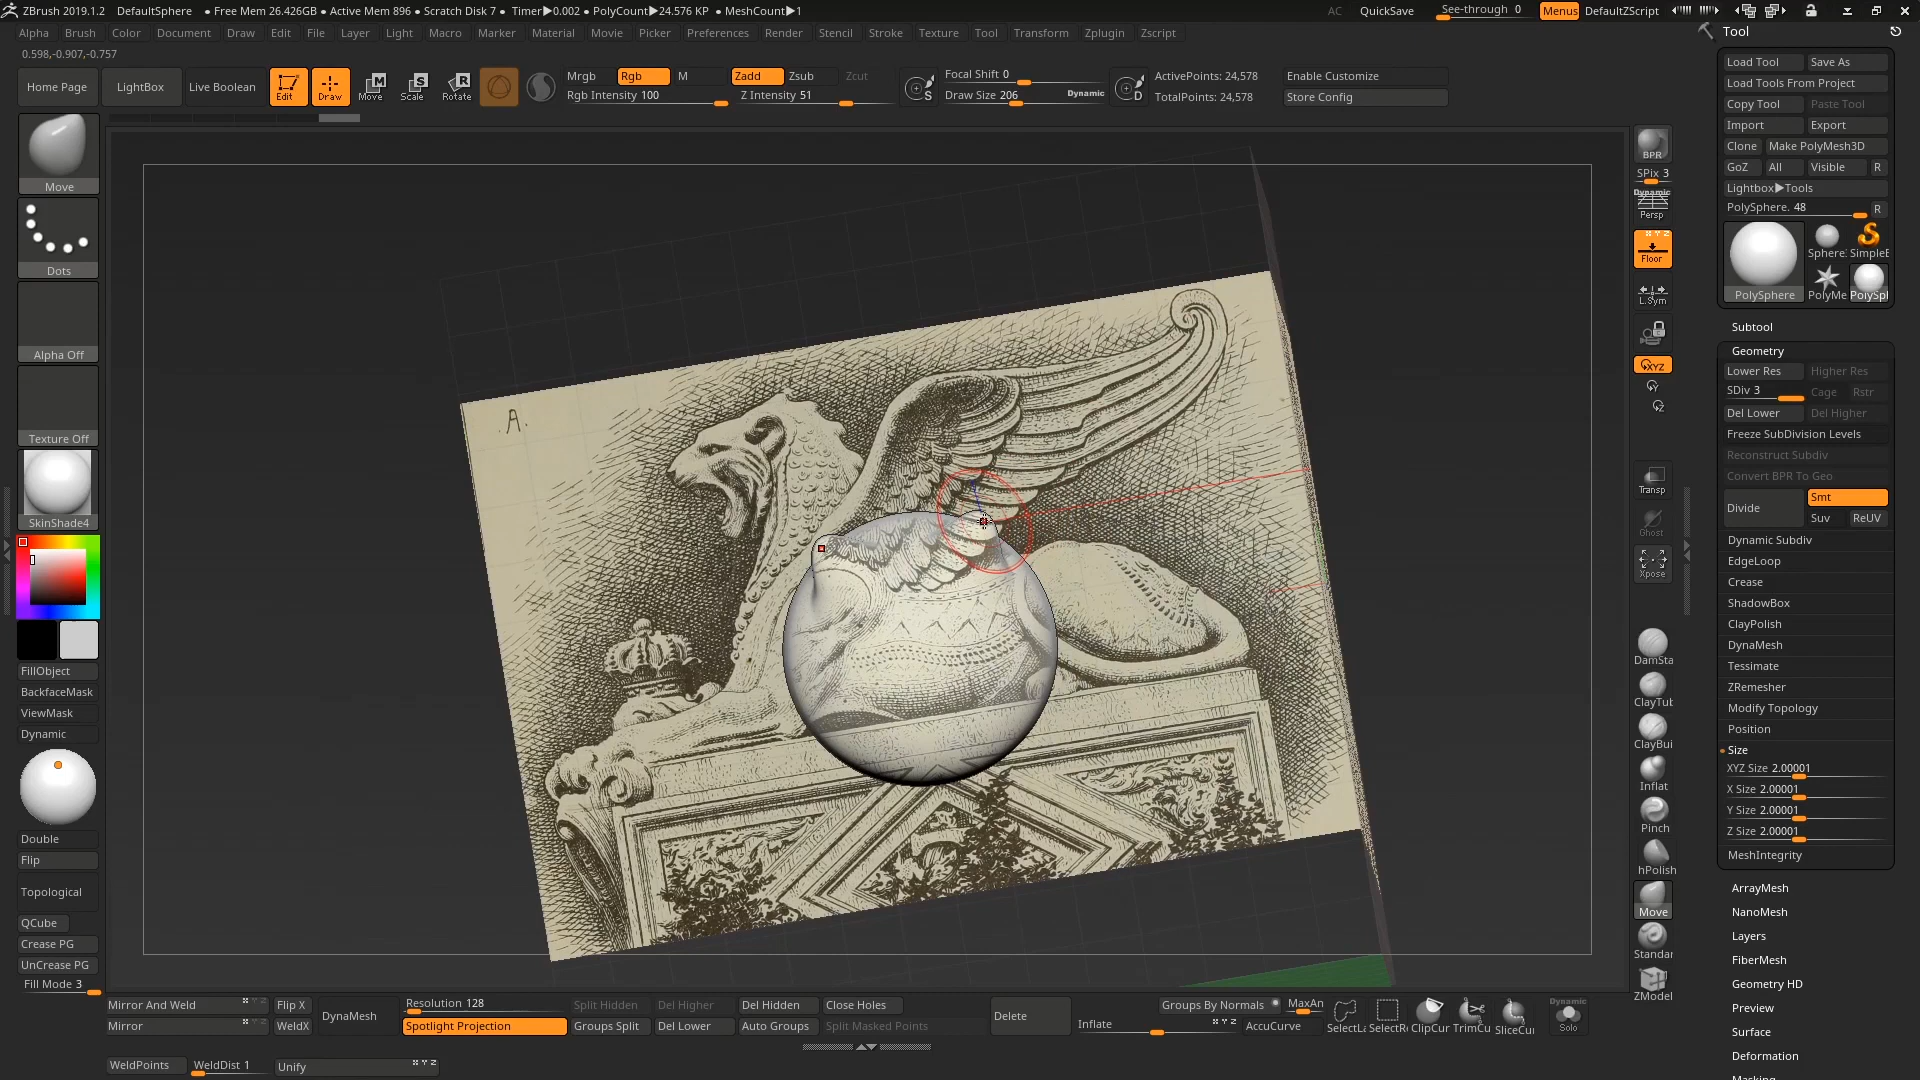 ZBrush 2019.1.2 DefaultSphere • Free Mem 26.426GB • Active Mem 896 • Scratch Disk 7 • Timer▶0.002 • PolyCount▶24.576 KP • MeshCount▶1 AC QuickSave See-through 0 Menus DefaultZScript
Alpha Brush Color Document Draw Edit File Layer Light Macro Marker Material Movie Picker Preferences Render Stencil Stroke Texture Tool Transform Zplugin Zscript
0.598,-0.907,-0.757
Home Page LightBox Live Boolean Edit Draw Move Scale Rotate
Mrgb Rgb M Zadd Zsub Zcut
Rgb Intensity 100 Z Intensity 51
S
Focal Shift 0
Draw Size 206 Dynamic
D
ActivePoints: 24,578
TotalPoints: 24,578
Enable Customize
Store Config
Move
Dots
Alpha Off
Texture Off
SkinShade4
FillObject
BackfaceMask
ViewMask
Dynamic
Double
Flip
Topological
QCube
Crease PG
UnCrease PG
Fill Mode 3
.A.
BPR
SPix 3
Dynamic
Persp
Floor
L.Sym
XYZ
Y
Z
Transp
Ghost
Xpose
DamSta
ClayTub
ClayBui
Inflat
Pinch
hPolish
Move
Standar
ZModel
Tool
Load Tool Save As
Load Tools From Project
Copy Tool Paste Tool
Import Export
Clone Make PolyMesh3D
GoZ All Visible R
Lightbox▶Tools
PolySphere. 48 R
PolySphere Sphere SimpleE PolyMe PolySpl
Subtool
Geometry
Lower Res Higher Res
SDiv 3 Cage Rstr
Del Lower Del Higher
Freeze SubDivision Levels
Reconstruct Subdiv
Convert BPR To Geo
Divide Smt
Suv ReUV
Dynamic Subdiv
EdgeLoop
Crease
ShadowBox
ClayPolish
DynaMesh
Tessimate
ZRemesher
Modify Topology
Position
Size
XYZ Size 2.00001
X Size 2.00001
Y Size 2.00001
Z Size 2.00001
MeshIntegrity
ArrayMesh
NanoMesh
Layers
FiberMesh
Geometry HD
Preview
Surface
Deformation
Mirror And Weld Flip X DynaMesh Resolution 128 Split Hidden Del Higher Del Hidden Close Holes Delete Groups By Normals MaxAn
Mirror WeldX Spotlight Projection Groups Split Del Lower Auto Groups Split Masked Points Inflate AccuCurve SelectLa SelectRe ClipCur TrimCu SliceCui Dynamic Solo
WeldPoints WeldDist 1 Unify